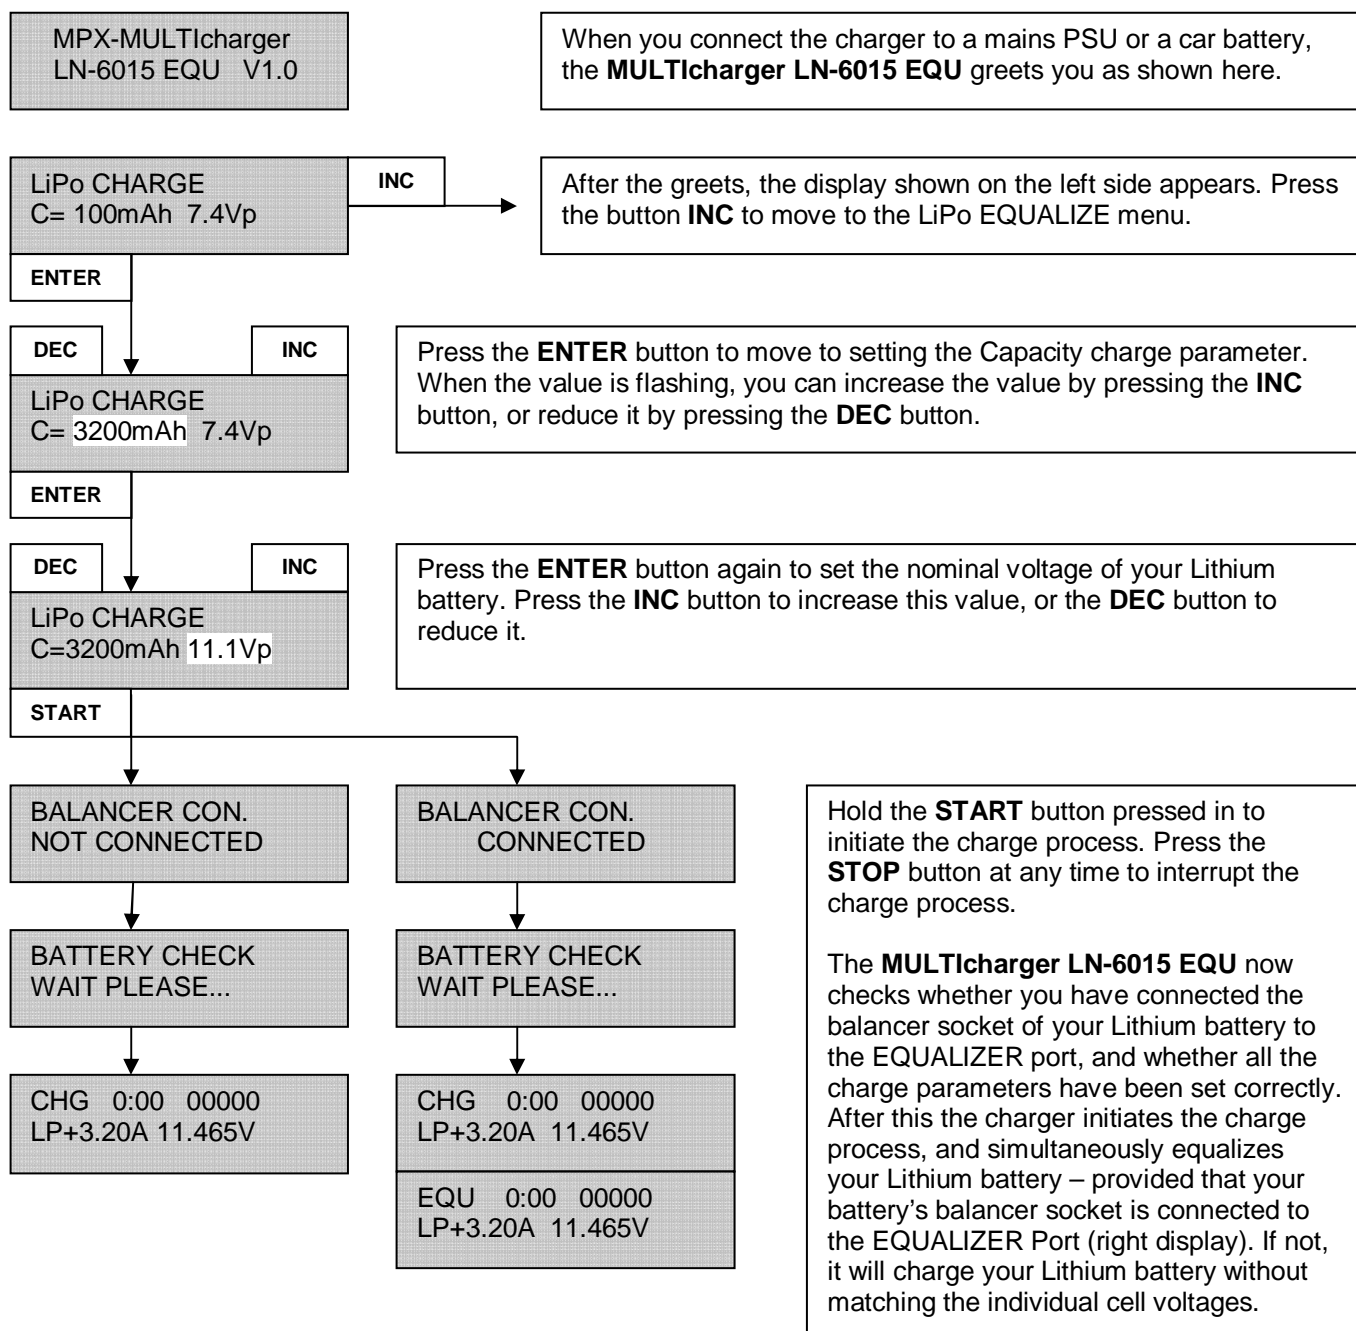 MPX-MULTIcharger
LN-6015 EQU V1.0
When you connect the charger to a mains PSU or a car battery,
the MULTIcharger LN-6015 EQU greets you as shown here.
LiPo CHARGE
C= 100mAh 7.4Vp
INC
After the greets, the display shown on the left side appears. Press
the button INC to move to the LiPo EQUALIZE menu.
ENTER
DEC
INC
LiPo CHARGE
C= 3200mAh 7.4Vp
Press the ENTER button to move to setting the Capacity charge parameter.
When the value is flashing, you can increase the value by pressing the INC
button, or reduce it by pressing the DEC button.
ENTER
DEC
INC
LiPo CHARGE
C=3200mAh 11.1Vp
Press the ENTER button again to set the nominal voltage of your Lithium
battery. Press the INC button to increase this value, or the DEC button to
reduce it.
START
BALANCER CON.
NOT CONNECTED
BATTERY CHECK
WAIT PLEASE...
CHG 0:00 00000
LP+3.20A 11.465V
BALANCER CON.
CONNECTED
BATTERY CHECK
WAIT PLEASE...
CHG 0:00 00000
LP+3.20A 11.465V
EQU 0:00 00000
LP+3.20A 11.465V
Hold the START button pressed in to
initiate the charge process. Press the
STOP button at any time to interrupt the
charge process.
The MULTIcharger LN-6015 EQU now
checks whether you have connected the
balancer socket of your Lithium battery to
the EQUALIZER port, and whether all the
charge parameters have been set correctly.
After this the charger initiates the charge
process, and simultaneously equalizes
your Lithium battery – provided that your
battery's balancer socket is connected to
the EQUALIZER Port (right display). If not,
it will charge your Lithium battery without
matching the individual cell voltages.